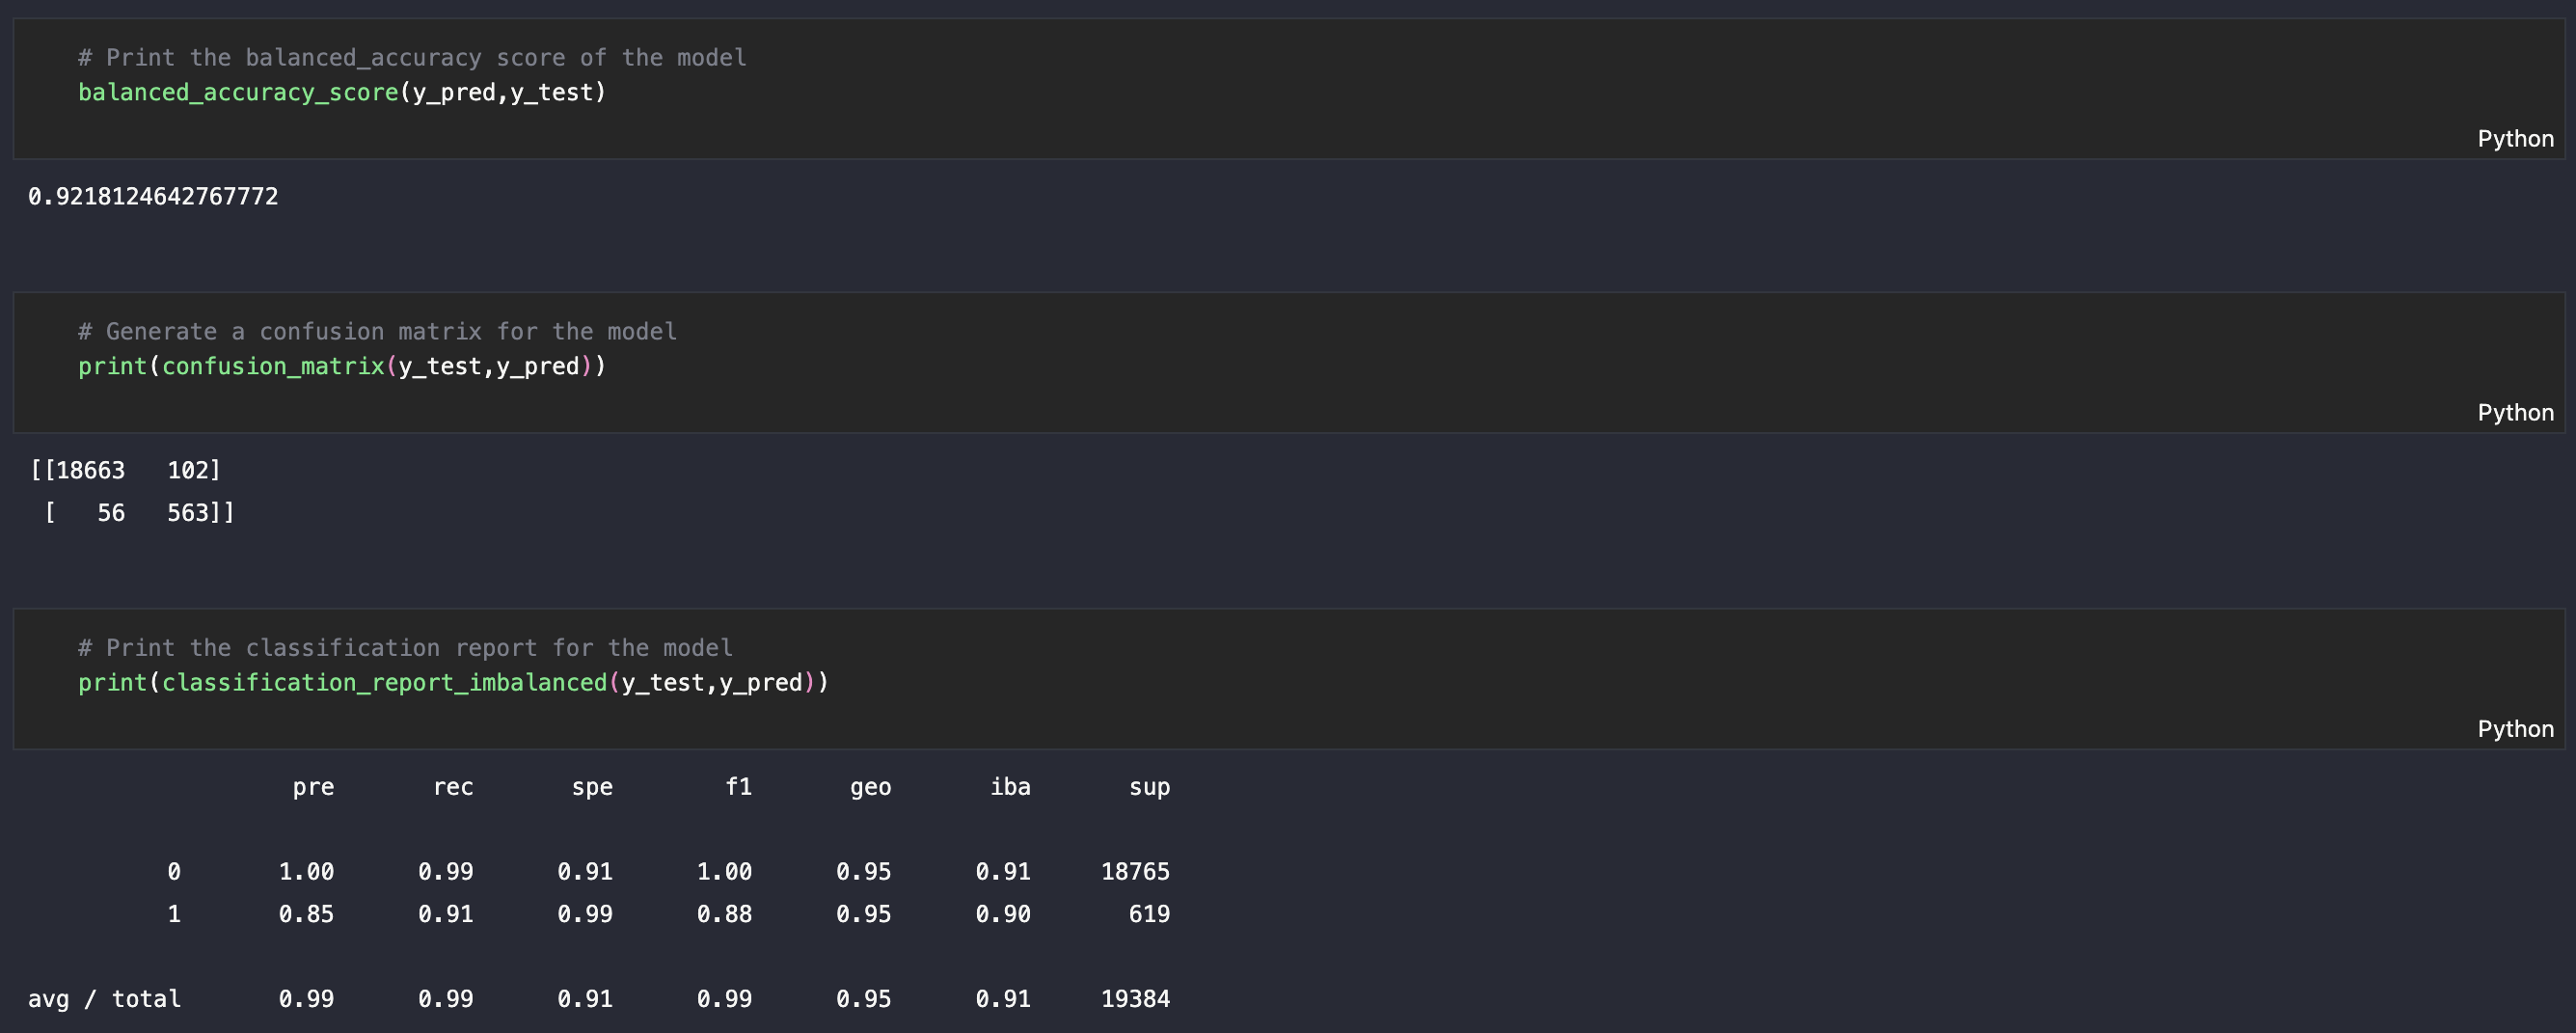 # Print the balanced_accuracy score of the model
balanced_accuracy_score(y_pred,y_test)
Python
0.9218124642767772
# Generate a confusion matrix for the model
print(confusion_matrix(y_test,y_pred))
Python
[[18663   102]
 [   56   563]]
# Print the classification report for the model
print(classification_report_imbalanced(y_test,y_pred))
Python
pre rec spe f1 geo iba sup
0 1.00 0.99 0.91 1.00 0.95 0.91 18765
1 0.85 0.91 0.99 0.88 0.95 0.90 619
avg / total 0.99 0.99 0.91 0.99 0.95 0.91 19384